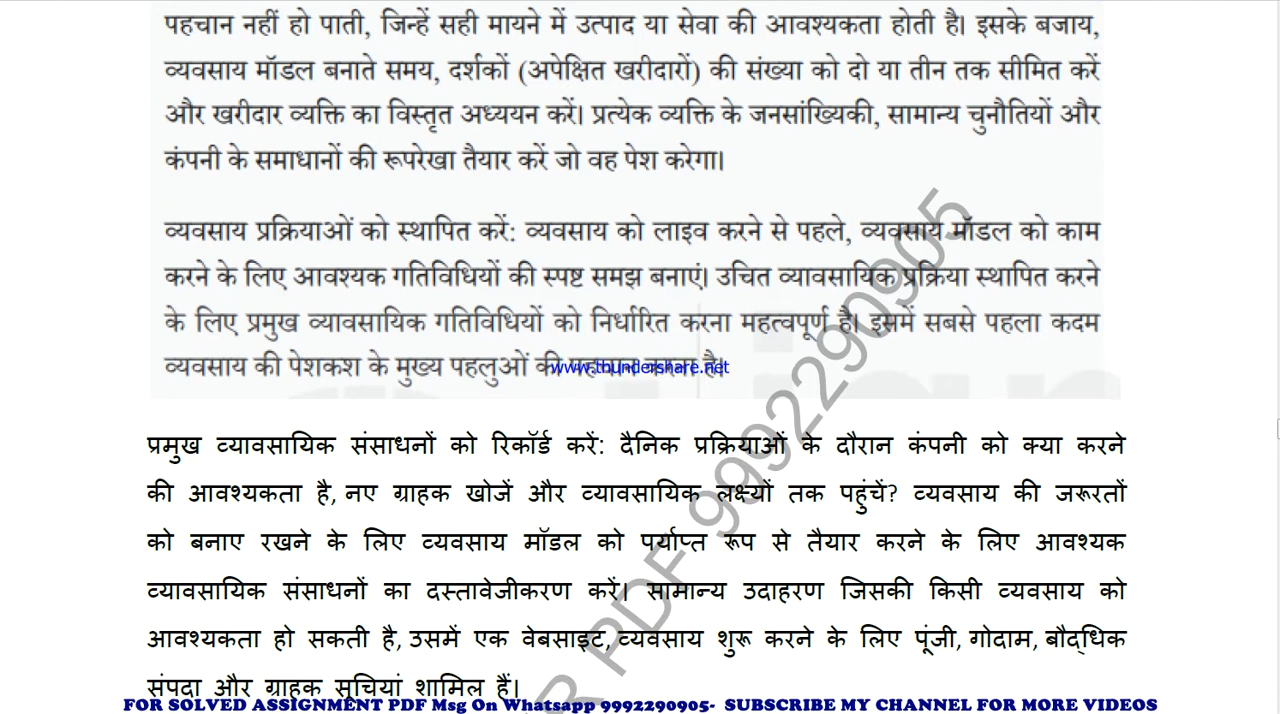 पहचान नहीं हो पाती, जिन्हें सही मायने में उत्पाद या सेवा की आवश्यकता होती है। इसके बजाय,
व्यवसाय मॉडल बनाते समय, दर्शकों (अपेक्षित खरीदारों) की संख्या को दो या तीन तक सीमित करें
और खरीदार व्यक्ति का विस्तृत अध्ययन करें। प्रत्येक व्यक्ति के जनसांख्यिकी, सामान्य चुनौतियों और
कंपनी के समाधानों की रूपरेखा तैयार करें जो वह पेश करेगा।
व्यवसाय प्रक्रियाओं को स्थापित करें: व्यवसाय को लाइव करने से पहले, व्यवसाय मॉडल को काम
करने के लिए आवश्यक गतिविधियों की स्पष्ट समझ बनाएं। उचित व्यावसायिक प्रक्रिया स्थापित करने
के लिए प्रमुख व्यावसायिक गतिविधियों को निर्धारित करना महत्वपूर्ण है। इसमें सबसे पहला कदम
व्यवसाय की पेशकश के मुख्य पहलुओं की है।
www.thundershare.net
प्रमुख व्यावसायिक संसाधनों को रिकॉर्ड करें: दैनिक प्रक्रियाओं के दौरान कंपनी को क्या करने
की आवश्यकता है, नए ग्राहक खोजें और व्यावसायिक लक्ष्यों तक पहुंचें? व्यवसाय की जरूरतों
को बनाए रखने के लिए व्यवसाय मॉडल को पर्याप्त रूप से तैयार करने के लिए आवश्यक
व्यावसायिक संसाधनों का दस्तावेजीकरण करें। सामान्य उदाहरण जिसकी किसी व्यवसाय को
आवश्यकता हो सकती है, उसमें एक वेबसाइट, व्यवसाय शुरू करने के लिए पूंजी, गोदाम, बौद्धिक
संपदा और ग्राहक सूचियां शामिल हैं।
R PDF 9992290905
FOR SOLVED ASSIGNMENT PDF Msg On Whatsapp 9992290905- SUBSCRIBE MY CHANNEL FOR MORE VIDEOS